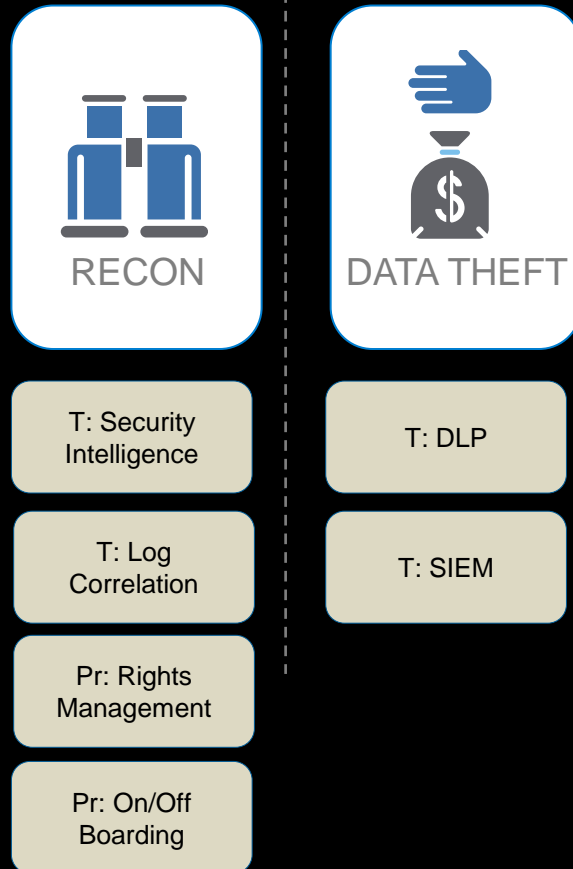 RECON
T: Security
Intelligence
T: Log
Correlation
Pr: Rights
Management
Pr: On/Off
Boarding
$
DATA THEFT
T: DLP
T: SIEM